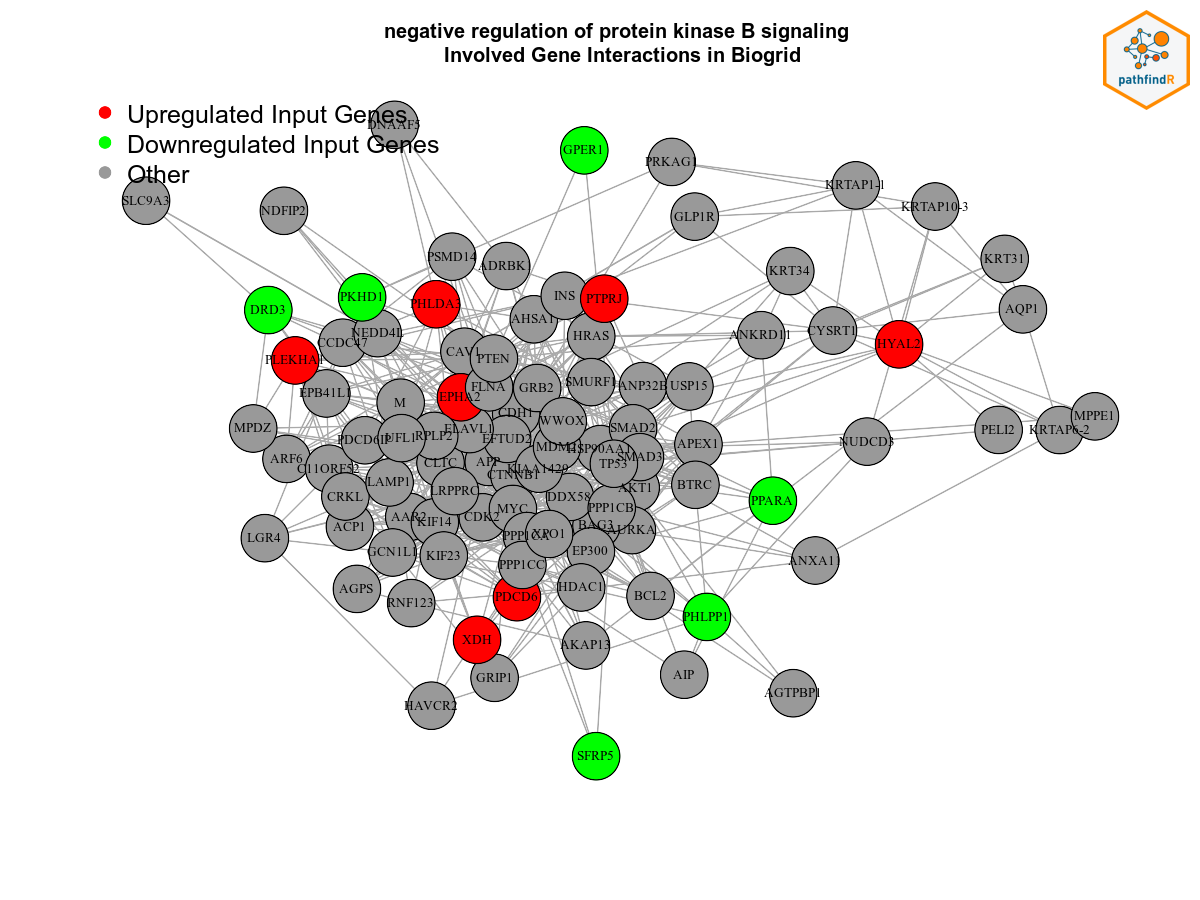 negative regulation of protein kinase B signaling
Involved Gene Interactions in Biogrid
pathfindR
Upregulated Input Genes
Downregulated Input Genes
Other
DNAAF5
GPER1
PRKAG1
KRTAP1-1
SLC9A3
NDFIP2
GLP1R
KRTAP10-3
PSMD14
ADRBK1
KRT34
KRT31
DRD3
PKHD1
PHLDA3
INS
PTPRJ
AQP1
AHSA1
NEDD4L
CCDC47
HRAS
ANKRD11
CYSRT1
HYAL2
PLEKHA4
CAV1
PTEN
EPB41L1
FLNA
GRB2
SMURF1
ANP32B
USP15
EPHA2
M
CDH1
WWOX
MPDZ
PDCD6IP
UFL1
RPLP2
ELAVL1
EFTUD2
SMAD2
APEX1
NUDCD3
PELI2
KRTAP6-2
MPPE1
MDM2
HSP90AA1
TP53
SMAD3
ARF6
C11ORF52
CLTC
APP
KIAA1429
CTNNB1
LAMP1
LRPPRC
AKT1
BTRC
CRKL
DDX58
PPP1CB
PPARA
MYC
ACP1
AAR2
KIF14
CDK2
LGR4
PPP1CA
XPO1
BAG3
AURKA
GCN1L1
KIF23
PPP1CC
EP300
ANXA11
AGPS
RNF123
PDCD6
HDAC1
BCL2
PHLPP1
XDH
AKAP13
GRIP1
AIP
HAVCR2
AGTPBP1
SFRP5